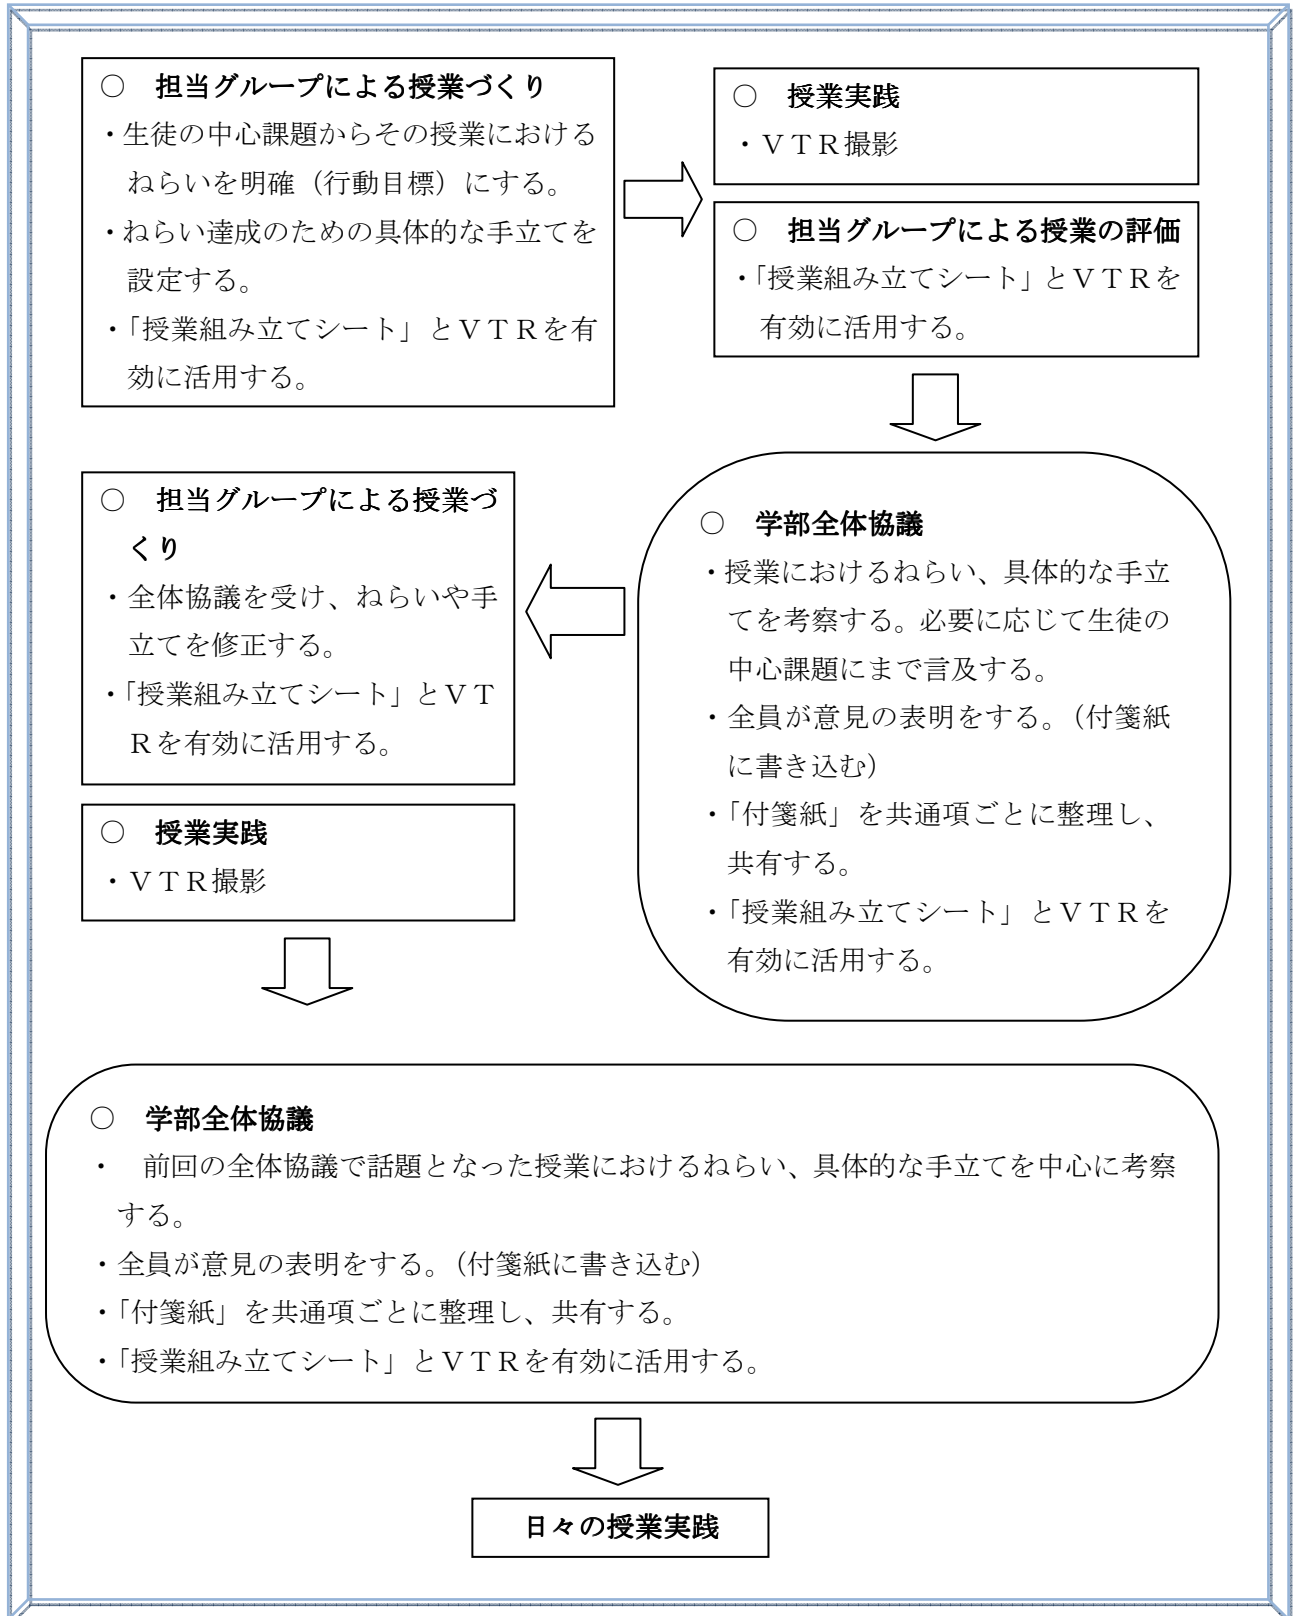 ○　担当グループによる授業づくり
・生徒の中心課題からその授業における
ねらいを明確（行動目標）にする。
・ねらい達成のための具体的な手立てを
設定する。
・「授業組み立てシート」とＶＴＲを有
効に活用する。
○　授業実践
・ＶＴＲ撮影
○　担当グループによる授業の評価
・「授業組み立てシート」とＶＴＲを
有効に活用する。
○　学部全体協議
・授業におけるねらい、具体的な手立
てを考察する。必要に応じて生徒の
中心課題にまで言及する。
・全員が意見の表明をする。（付箋紙
に書き込む）
・「付箋紙」を共通項ごとに整理し、
共有する。
・「授業組み立てシート」とＶＴＲを
有効に活用する。
○　担当グループによる授業づ
くり
・全体協議を受け、ねらいや手
立てを修正する。
・「授業組み立てシート」とＶＴ
Ｒを有効に活用する。
○　授業実践
・ＶＴＲ撮影
○　学部全体協議
・　前回の全体協議で話題となった授業におけるねらい、具体的な手立てを中心に考察
する。
・全員が意見の表明をする。（付箋紙に書き込む）
・「付箋紙」を共通項ごとに整理し、共有する。
・「授業組み立てシート」とＶＴＲを有効に活用する。
日々の授業実践